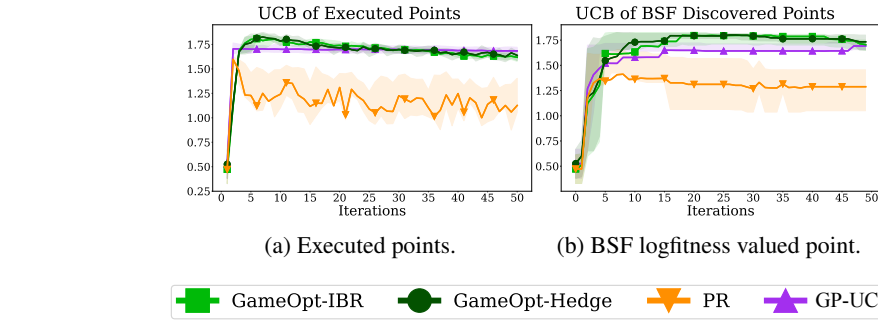 UCB of Executed Points
1.75
1.50
1.25
1.00
0.75
0.50
0.25
0 5 10 15 20 25 30 35 40 45 50
Iterations
(a) Executed points.
UCB of BSF Discovered Points
1.75
1.50
1.25
1.00
0.75
0.50
0 5 10 15 20 25 30 35 40 45 50
Iterations
(b) BSF logfitness valued point.
GameOpt-IBR GameOpt-Hedge PR GP-UC